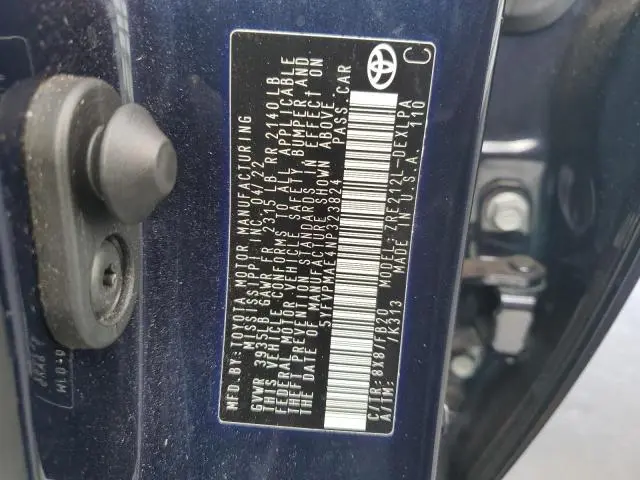 MFD. BY: TOYOTA MOTOR MANUFACTURING
MISSISSIPPI, INC. 04/22
GVWR 3935LB GAWR FR 2315 LB RR 2140 LB
THIS VEHICLE CONFORMS TO ALL APPLICABLE
FEDERAL MOTOR VEHICLE SAFETY, BUMPER AND
THEFT PREVENTION STANDARDS IN EFFECT ON
THE DATE OF MANUFACTURE SHOWN ABOVE.
5YFVPMAE4NP323824 PASS.CAR
C/TR: 8X8/FB20 MODEL: ZRE212L-DEXLPA
A/TM: /K313 MADE IN U.S.A. 110
C